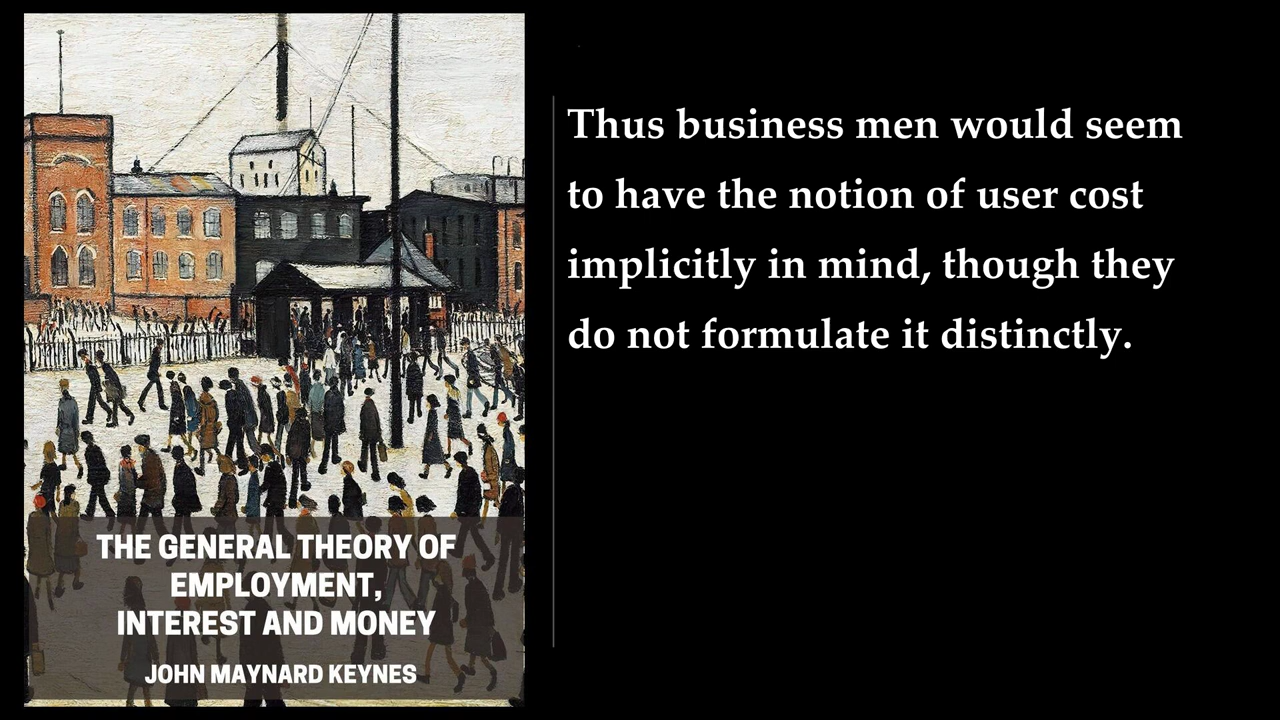 THE GENERAL THEORY OF
EMPLOYMENT,
INTEREST AND MONEY
JOHN MAYNARD KEYNES
Thus business men would seem
to have the notion of user cost
implicitly in mind, though they
do not formulate it distinctly.